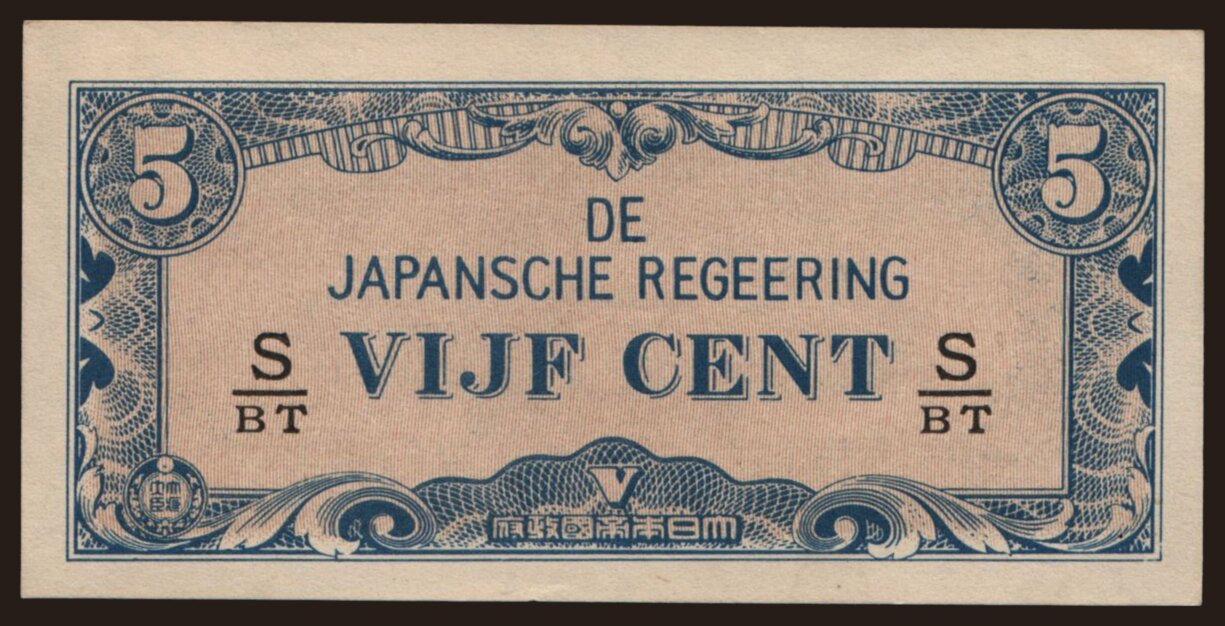 5 5
DE
JAPANSCHE REGEERING
VIJF CENT
S
BT
S
BT
V
府政國帝本日大